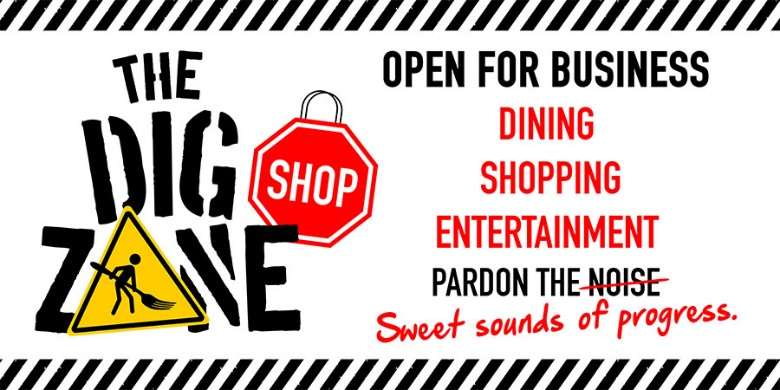 THE
DIG
ZONE
SHOP
OPEN FOR BUSINESS
DINING
SHOPPING
ENTERTAINMENT
PARDON THE NOISE
Sweet sounds of progress.